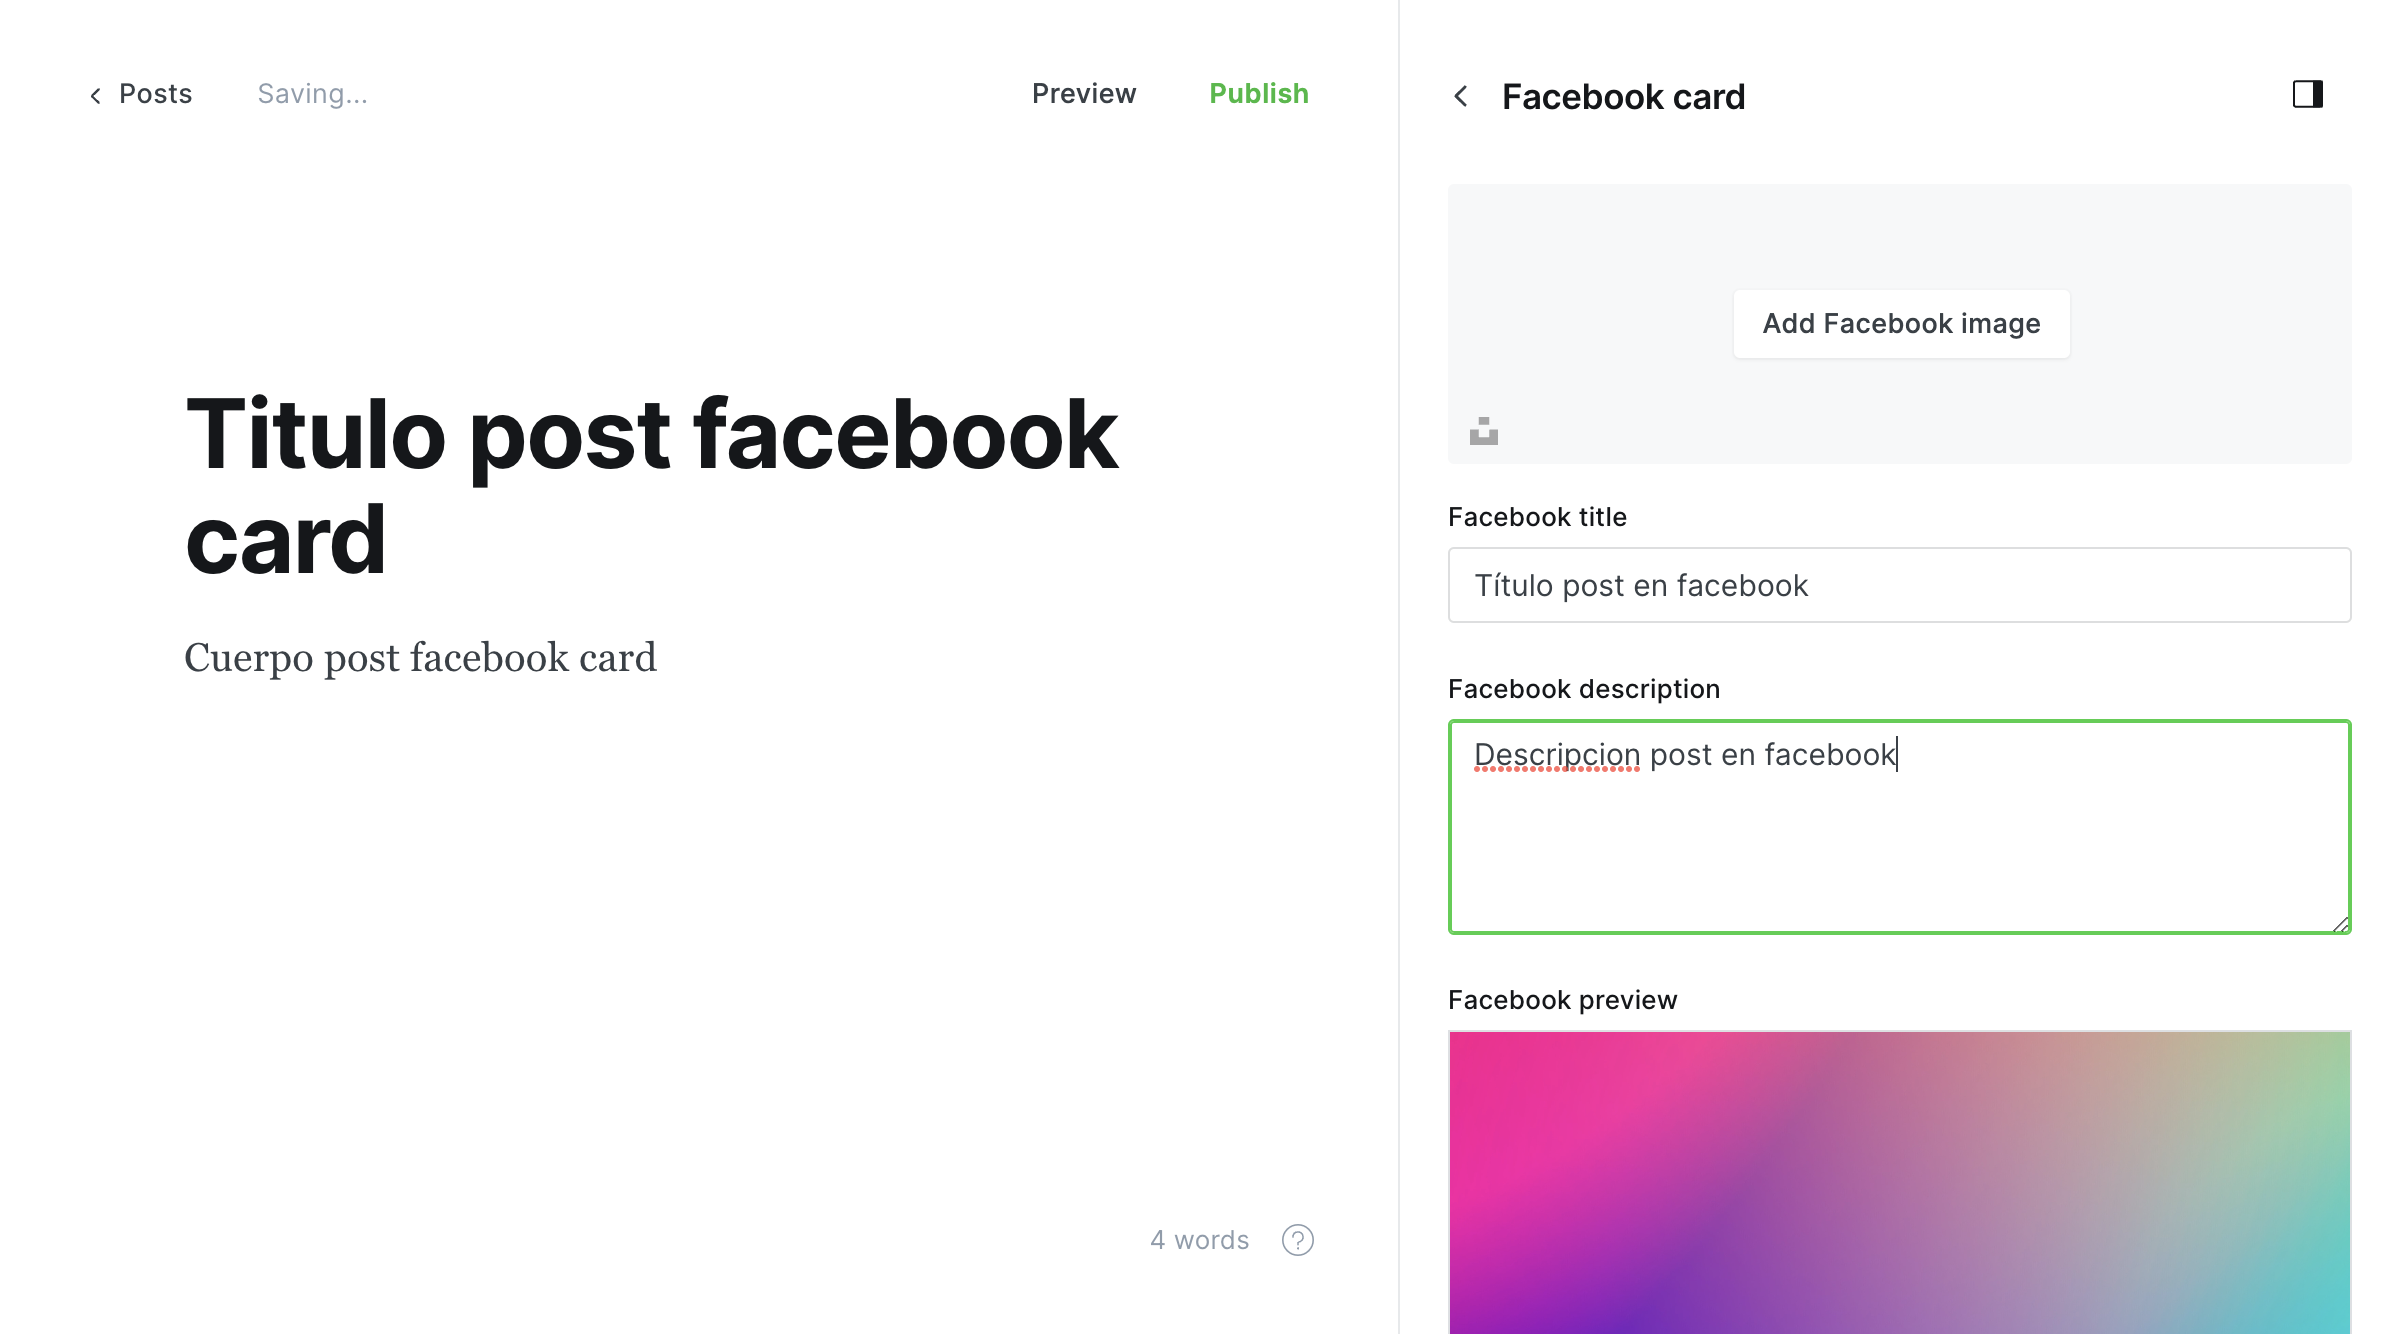 Posts
Saving...
Preview
Publish
Titulo post facebook
card
Cuerpo post facebook card
4 words
?
Facebook card
Add Facebook image
Facebook title
Título post en facebook
Facebook description
Descripcion post en facebook
Facebook preview